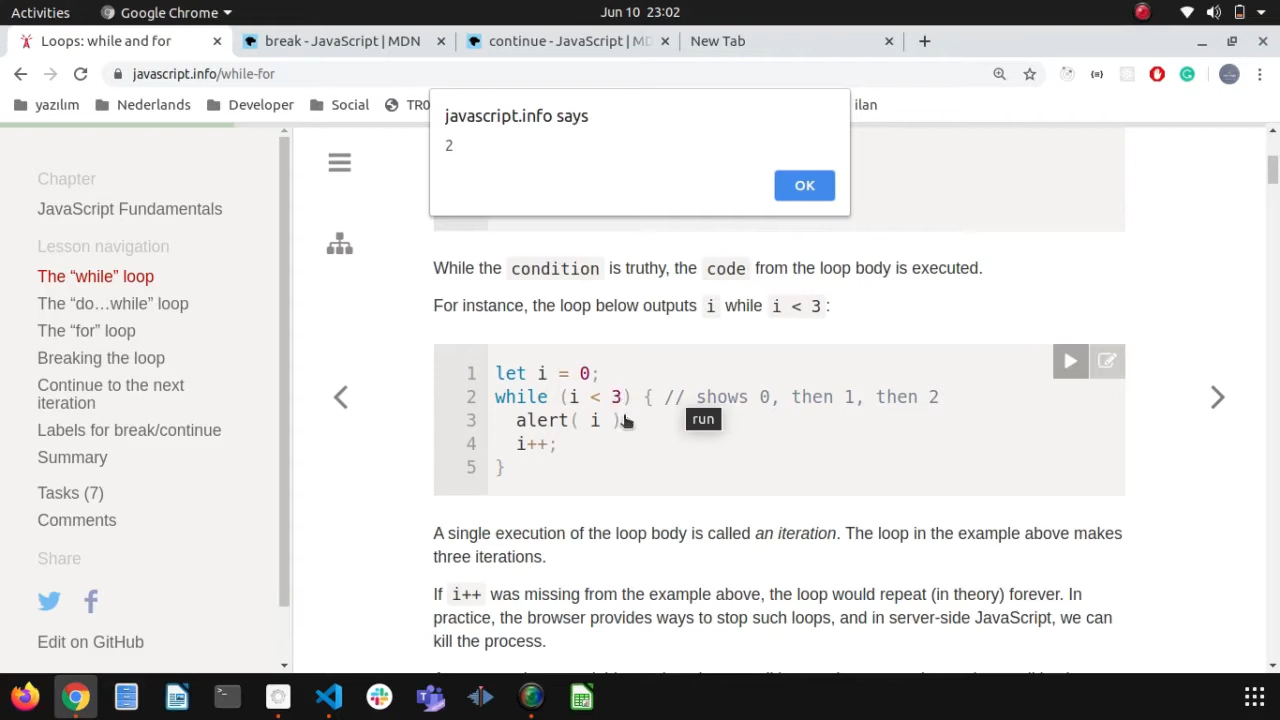 Activities
Google Chrome
Jun 10 23:02
Loops: while and for
break - JavaScript | MDN
continue - JavaScript | MD
New Tab
javascript.info/while-for
yazılım
Nederlands
Developer
Social
TR0
ilan
javascript.info says
2
OK
Chapter
JavaScript Fundamentals
Lesson navigation
The “while” loop
The “do…while” loop
The “for” loop
Breaking the loop
Continue to the next
iteration
Labels for break/continue
Summary
Tasks (7)
Comments
Share
Edit on GitHub
While the condition is truthy, the code from the loop body is executed.
For instance, the loop below outputs i while i < 3 :
1 let i = 0;
2 while (i < 3) { // shows 0, then 1, then 2
3 alert( i )
4 i++;
5 }
run
A single execution of the loop body is called an iteration. The loop in the example above makes
three iterations.
If i++ was missing from the example above, the loop would repeat (in theory) forever. In
practice, the browser provides ways to stop such loops, and in server-side JavaScript, we can
kill the process.